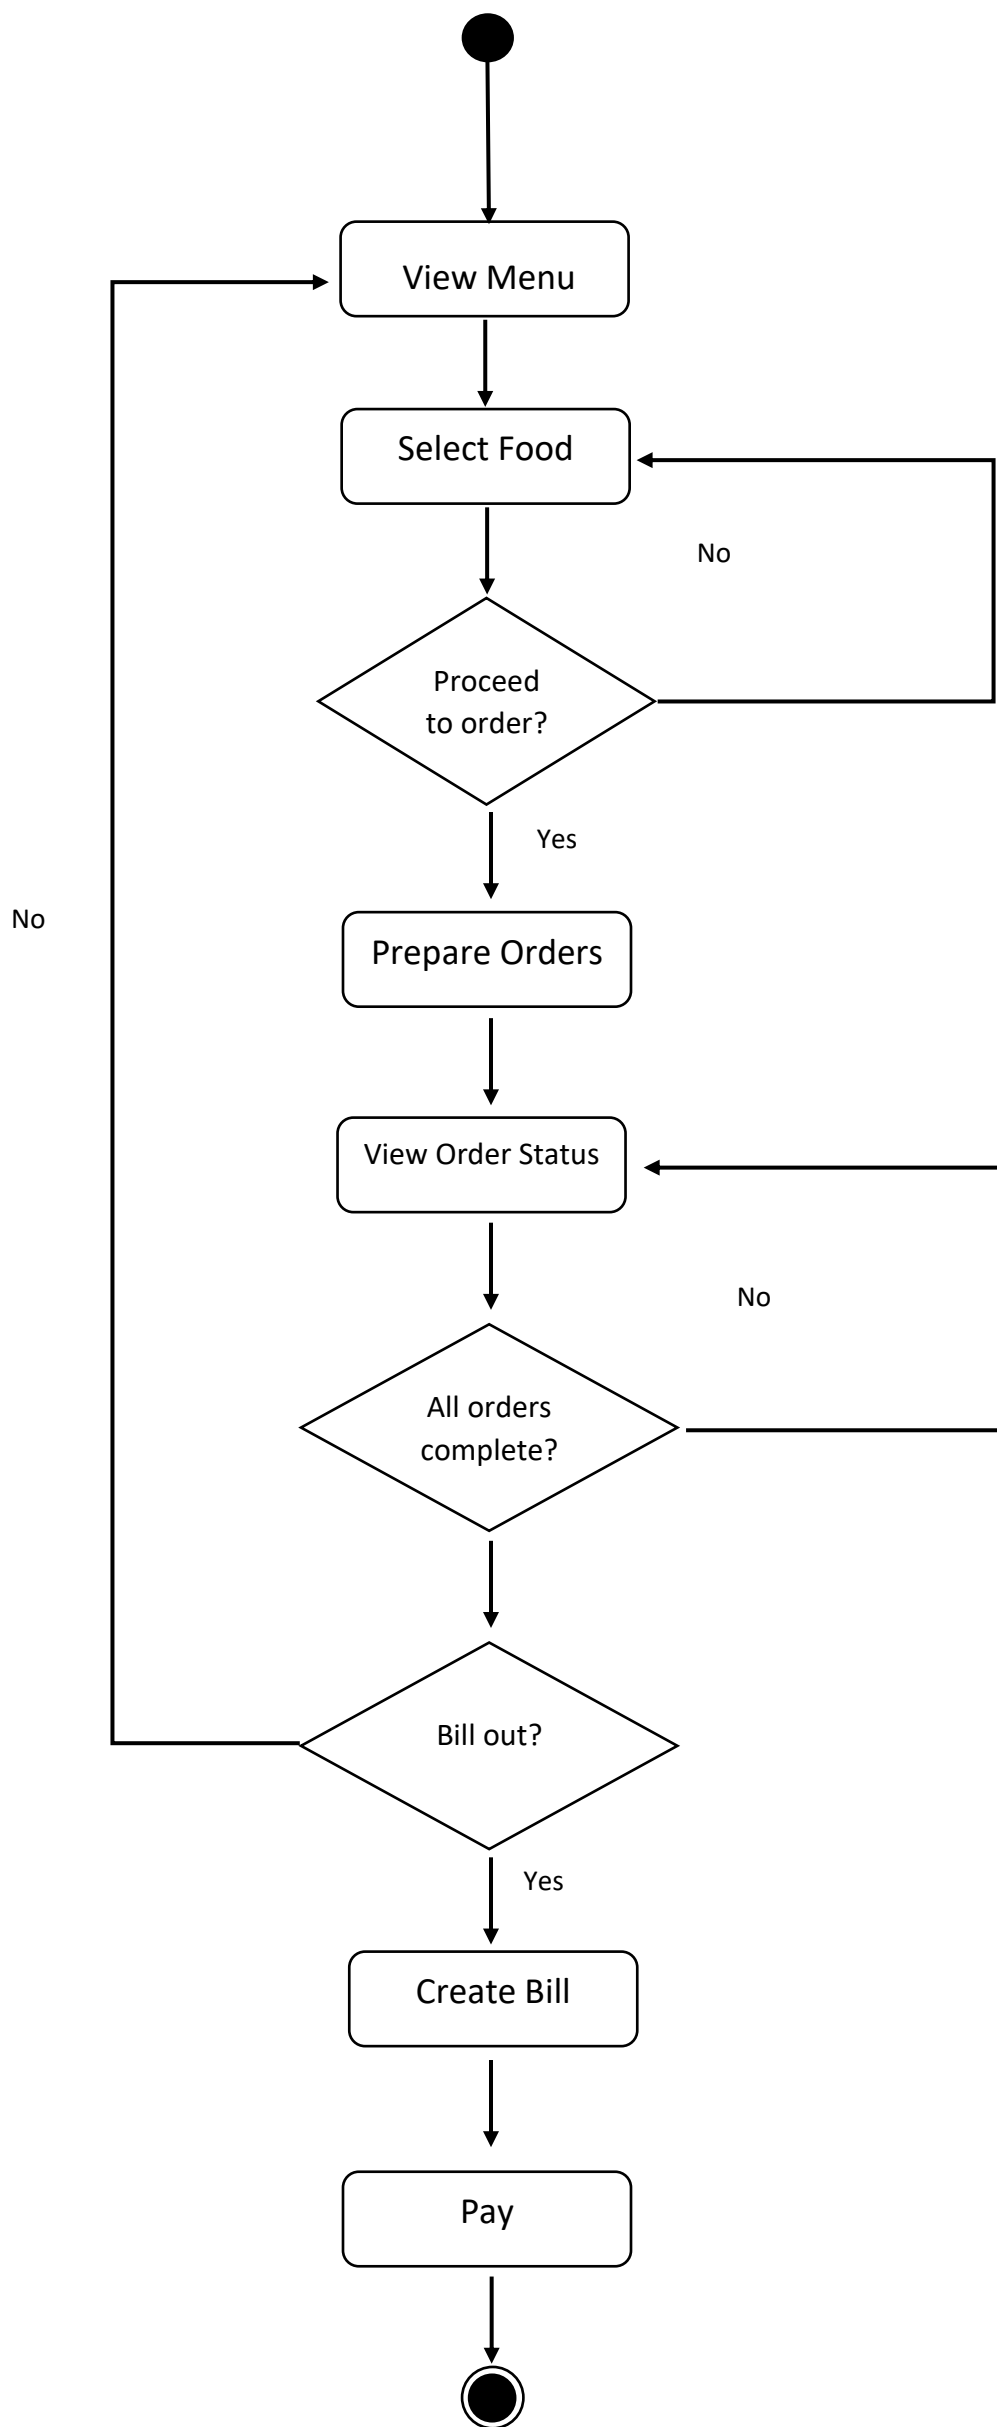 View Menu
Select Food
No
Proceed
to order?
Yes
No
Prepare Orders
View Order Status
No
All orders
complete?
Bill out?
Yes
Create Bill
Pay